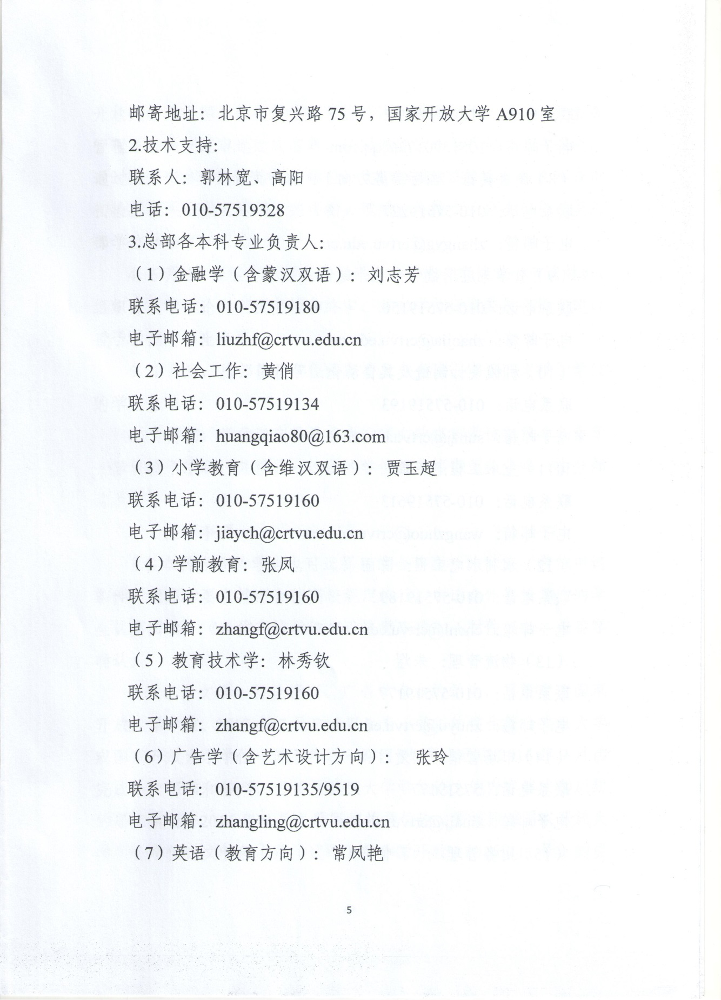 邮寄地址：北京市复兴路 75 号，国家开放大学 A910 室
2.技术支持：
联系人：郭林宽、高阳
电话：010-57519328
3.总部各本科专业负责人：
（1）金融学（含蒙汉双语）：刘志芳
联系电话：010-57519180
电子邮箱：liuzhf@crtvu.edu.cn
（2）社会工作：黄俏
联系电话：010-57519134
电子邮箱：huangqiao80@163.com
（3）小学教育（含维汉双语）：贾玉超
联系电话：010-57519160
电子邮箱：jiaych@crtvu.edu.cn
（4）学前教育：张凤
联系电话：010-57519160
电子邮箱：zhangf@crtvu.edu.cn
（5）教育技术学：林秀钦
联系电话：010-57519160
电子邮箱：zhangf@crtvu.edu.cn
（6）广告学（含艺术设计方向）： 张玲
联系电话：010-57519135/9519
电子邮箱：zhangling@crtvu.edu.cn
（7）英语（教育方向）：常凤艳
5